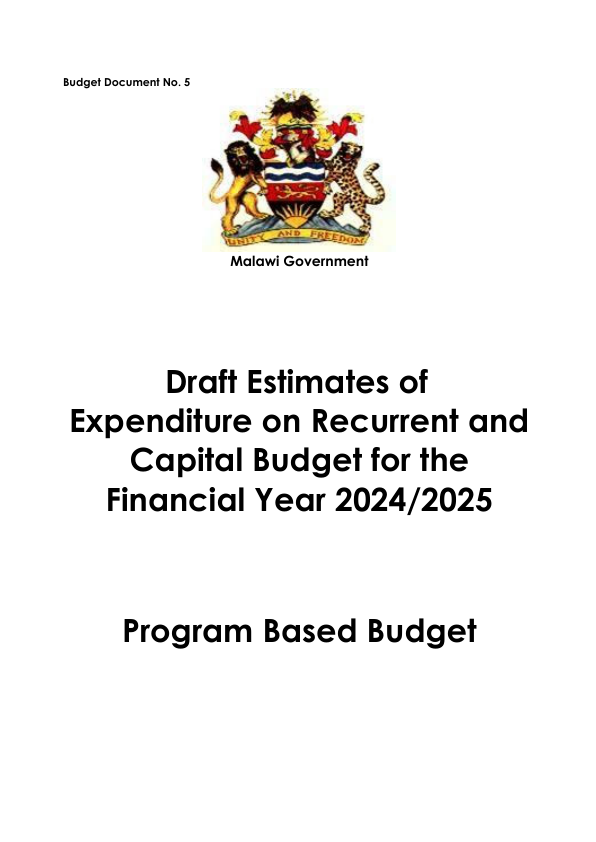 Budget Document No. 5
UNITY AND FREEDOM
Malawi Government
Draft Estimates of
Expenditure on Recurrent and
Capital Budget for the
Financial Year 2024/2025
Program Based Budget